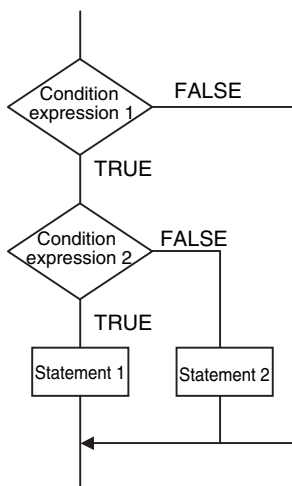 Condition
expression 1
FALSE
TRUE
Condition
expression 2
FALSE
TRUE
Statement 1
Statement 2